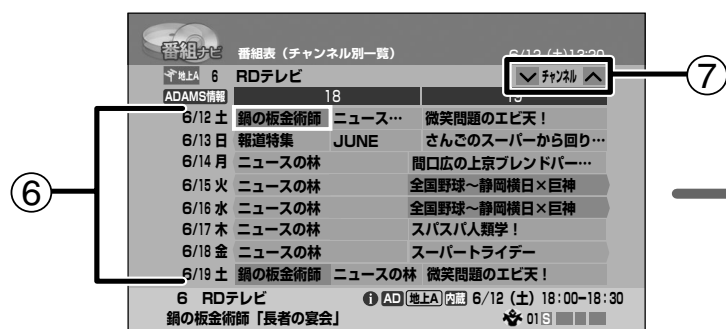 番組ナビ 番組表（チャンネル別一覧）
地上A 6 RDテレビ チャンネル ⑦
ADAMS情報 18 19
6/12 土 鍋の板金術師 ニュース… 微笑問題のエビ天！
6/13 日 報道特集 JUNE さんごのスーパーから回り…
6/14 月 ニュースの林 間口広の上京ブレンドパー…
⑥ 6/15 火 ニュースの林 全国野球～静岡横日×巨神
6/16 水 ニュースの林 全国野球～静岡横日×巨神
6/17 木 ニュースの林 スパスパ人類学！
6/18 金 ニュースの林 スーパートライデー
6/19 土 鍋の板金術師 ニュースの林 微笑問題のエビ天！
6 RDテレビ i AD 地上A 内蔵 6/12（土）18:00-18:30
鍋の板金術師「長者の宴会」 01 S